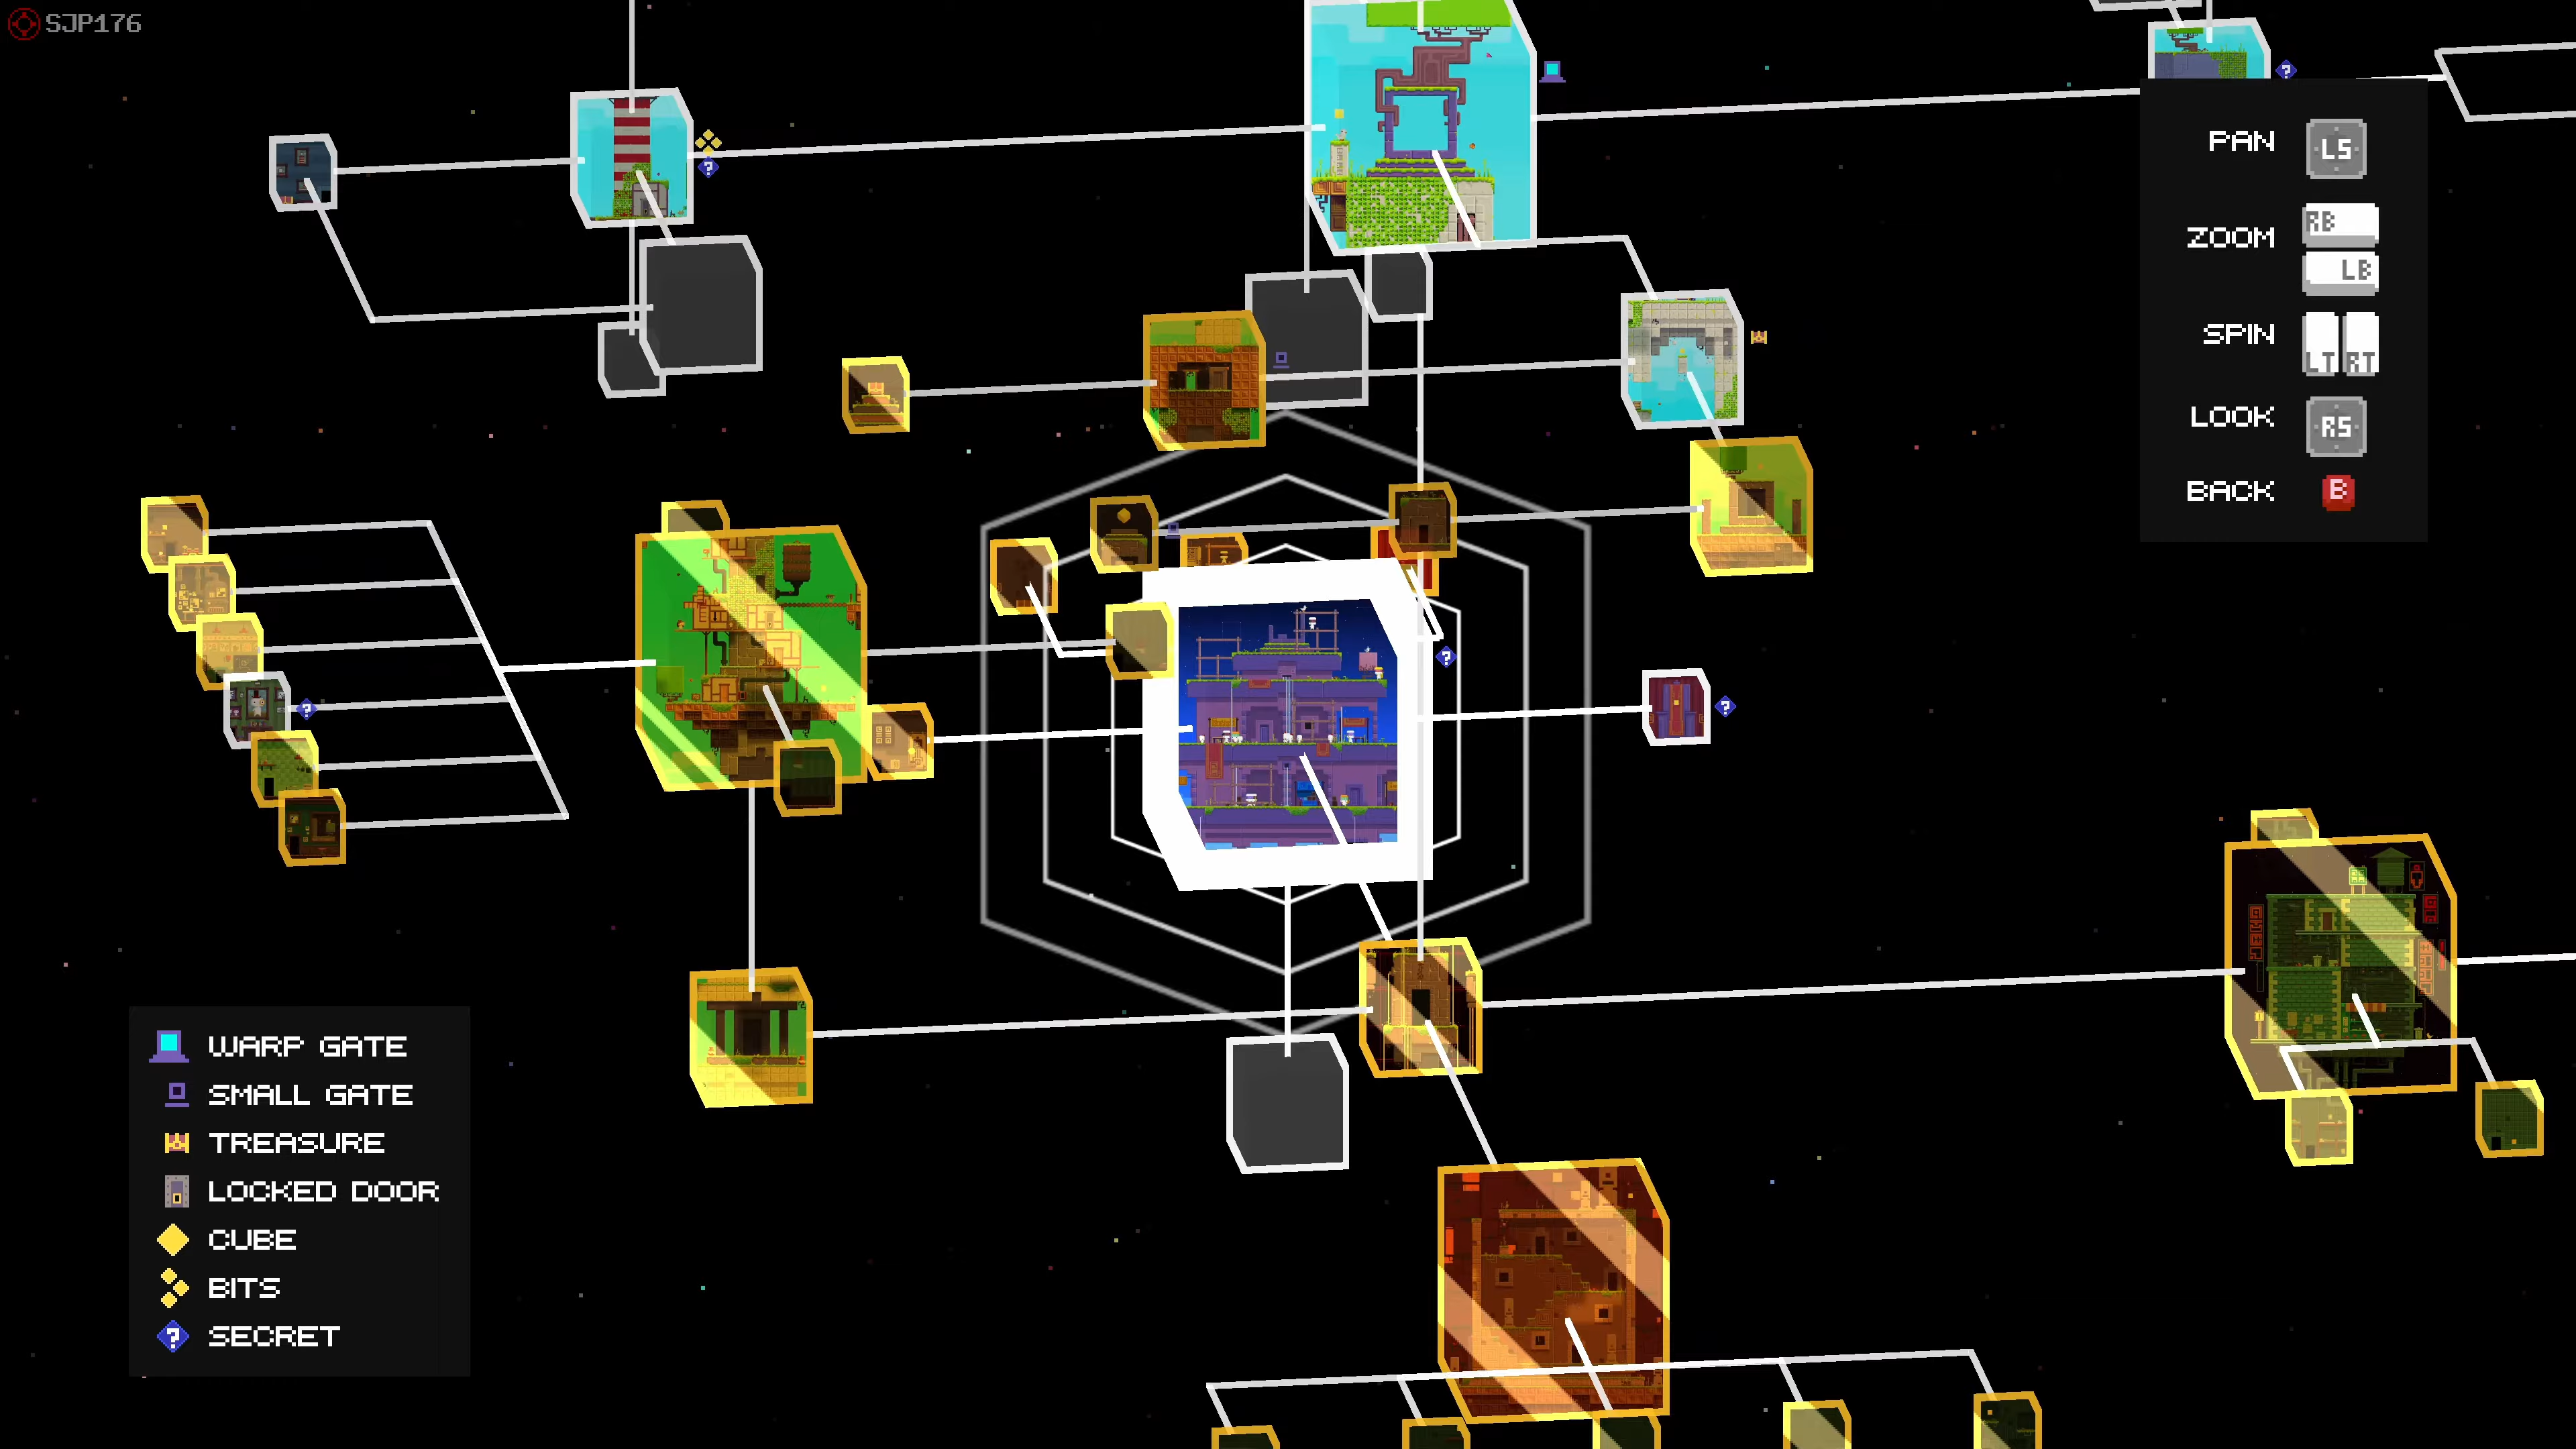 SJP176
PAN LS
ZOOM RB
LB
SPIN LT RT
LOOK RS
BACK B
WARP GATE
SMALL GATE
TREASURE
LOCKED DOOR
CUBE
BITS
SECRET